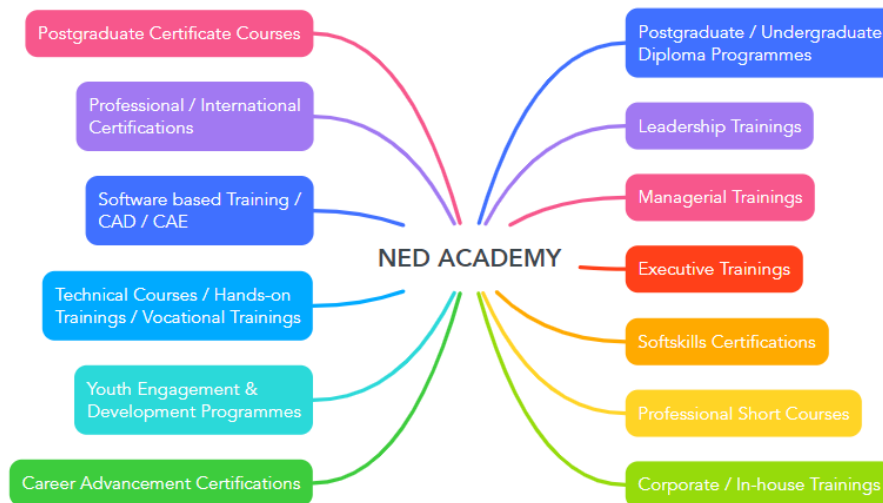 Postgraduate Certificate Courses
Professional / International
Certifications
Software based Training /
CAD / CAE
Technical Courses / Hands-on
Trainings / Vocational Trainings
Youth Engagement &
Development Programmes
Career Advancement Certifications
NED ACADEMY
Postgraduate / Undergraduate
Diploma Programmes
Leadership Trainings
Managerial Trainings
Executive Trainings
Softskills Certifications
Professional Short Courses
Corporate / In-house Trainings